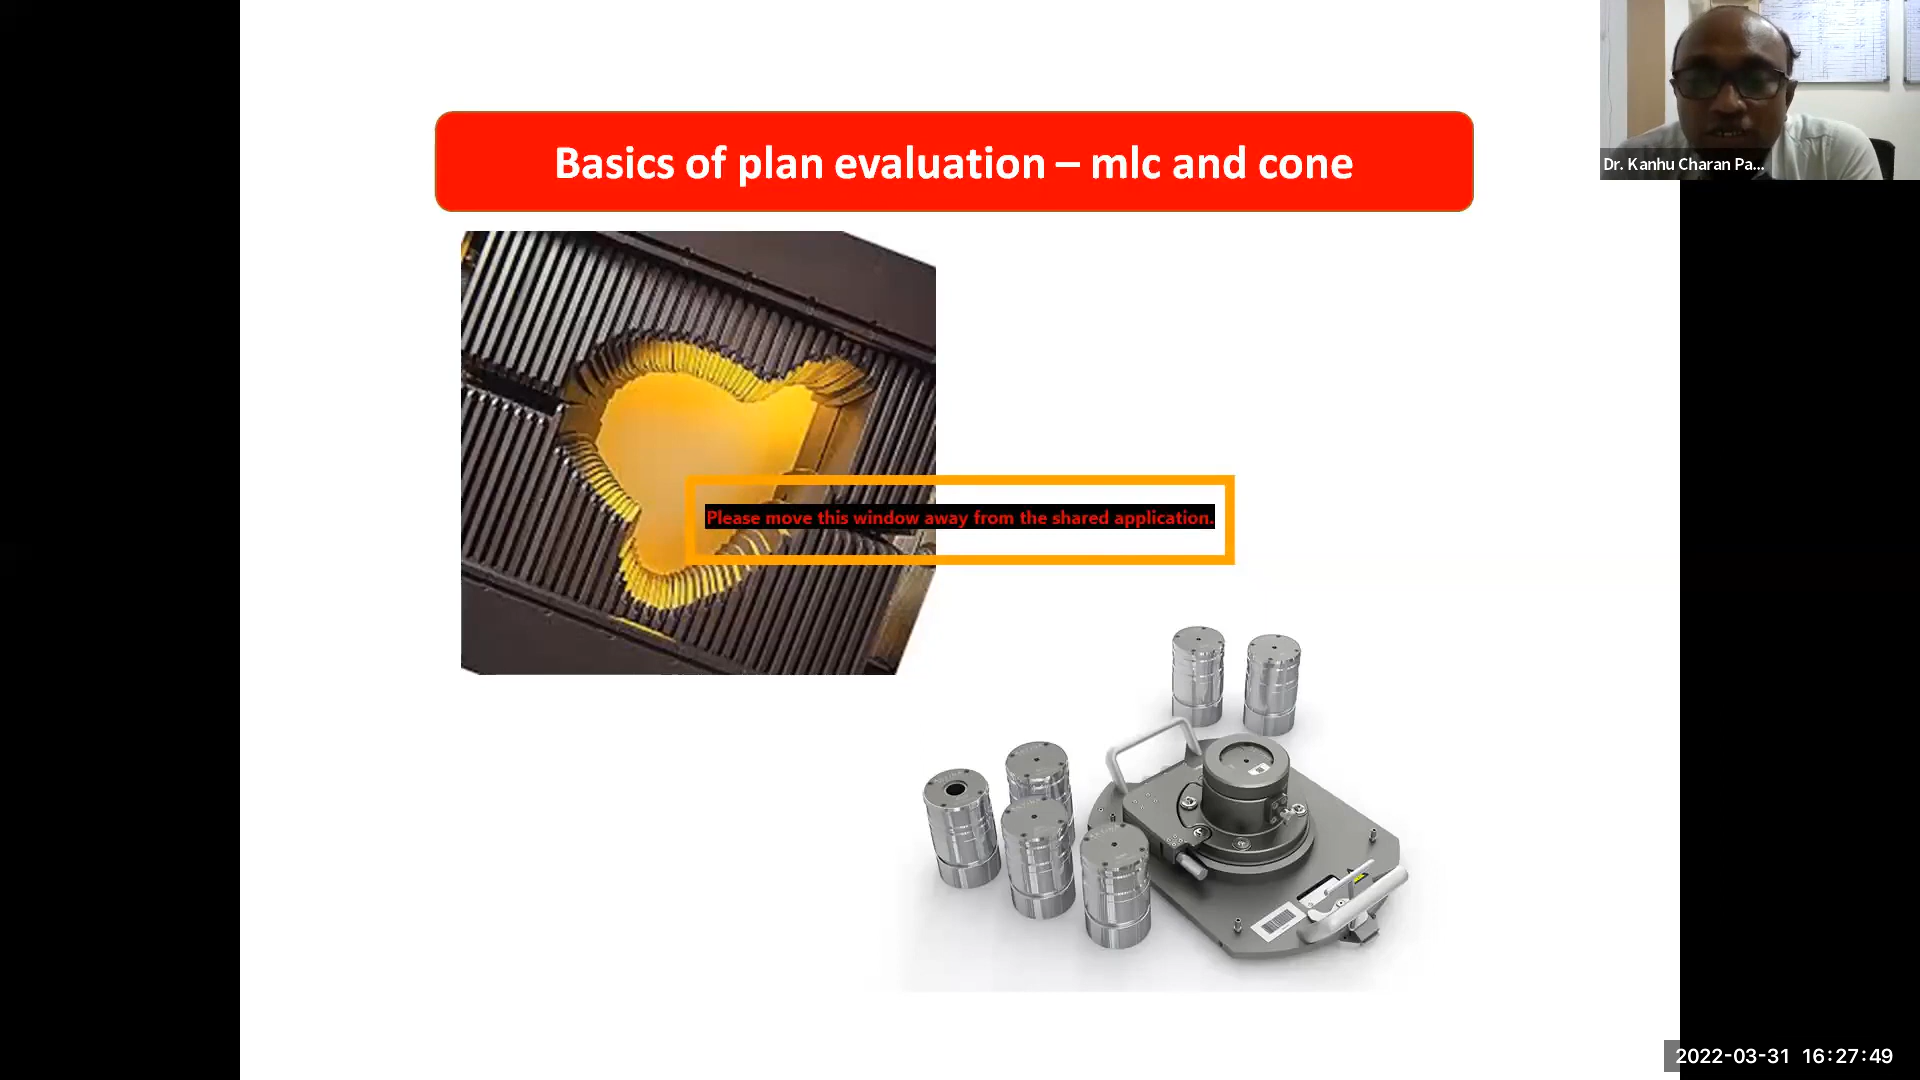 Basics of plan evaluation – mlc and cone
Dr. Kanhu Charan Pa...
Please move this window away from the shared application.
2022-03-31 16:27:49